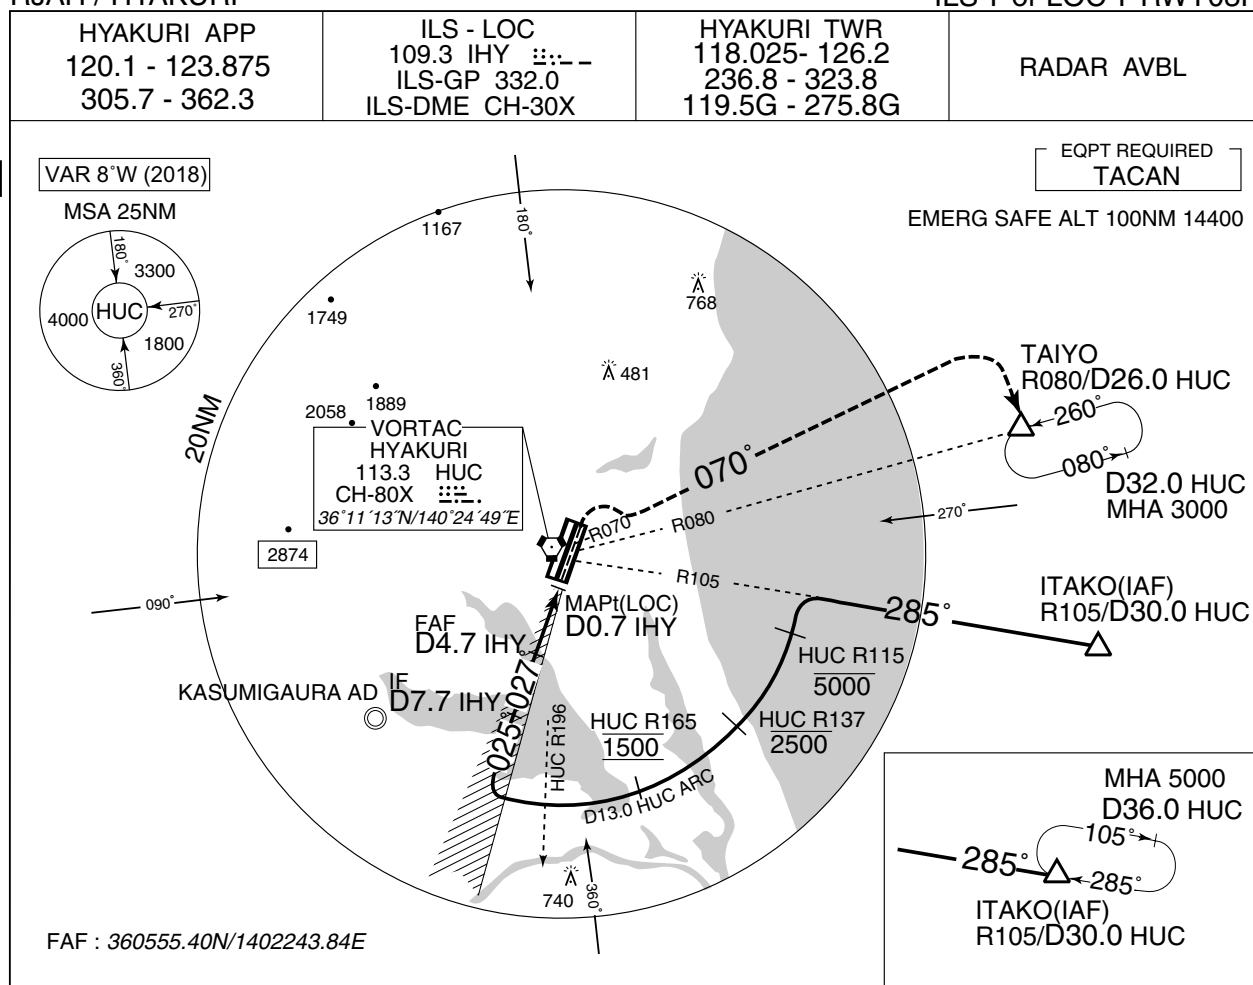 HYAKURI APP
120.1 - 123.875
305.7 - 362.3
ILS - LOC
109.3 IHY
ILS-GP 332.0
ILS-DME CH-30X
HYAKURI TWR
118.025- 126.2
236.8 - 323.8
119.5G - 275.8G
RADAR AVBL
VAR 8°W (2018)
MSA 25NM
180°
3300
HUC
4000
270°
1800
360°
EQPT REQUIRED
TACAN
EMERG SAFE ALT 100NM 14400
1167
180°
768
1749
481
20NM
1889
2058
VORTAC
HYAKURI
113.3 HUC
CH-80X
36°11´13˝N/140°24´49˝E
2874
TAIYO
R080/D26.0 HUC
260°
080°
D32.0 HUC
MHA 3000
070°
R070
R080
270°
R105
090°
285°
ITAKO(IAF)
R105/D30.0 HUC
MAPt(LOC)
D0.7 IHY
FAF
D4.7 IHY
KASUMIGAURA AD
IF
D7.7 IHY
025°-027°
HUC R196
HUC R115
5000
HUC R137
2500
HUC R165
1500
D13.0 HUC ARC
740
360°
MHA 5000
D36.0 HUC
105°
285°
285°
ITAKO(IAF)
R105/D30.0 HUC
FAF : 360555.40N/1402243.84E